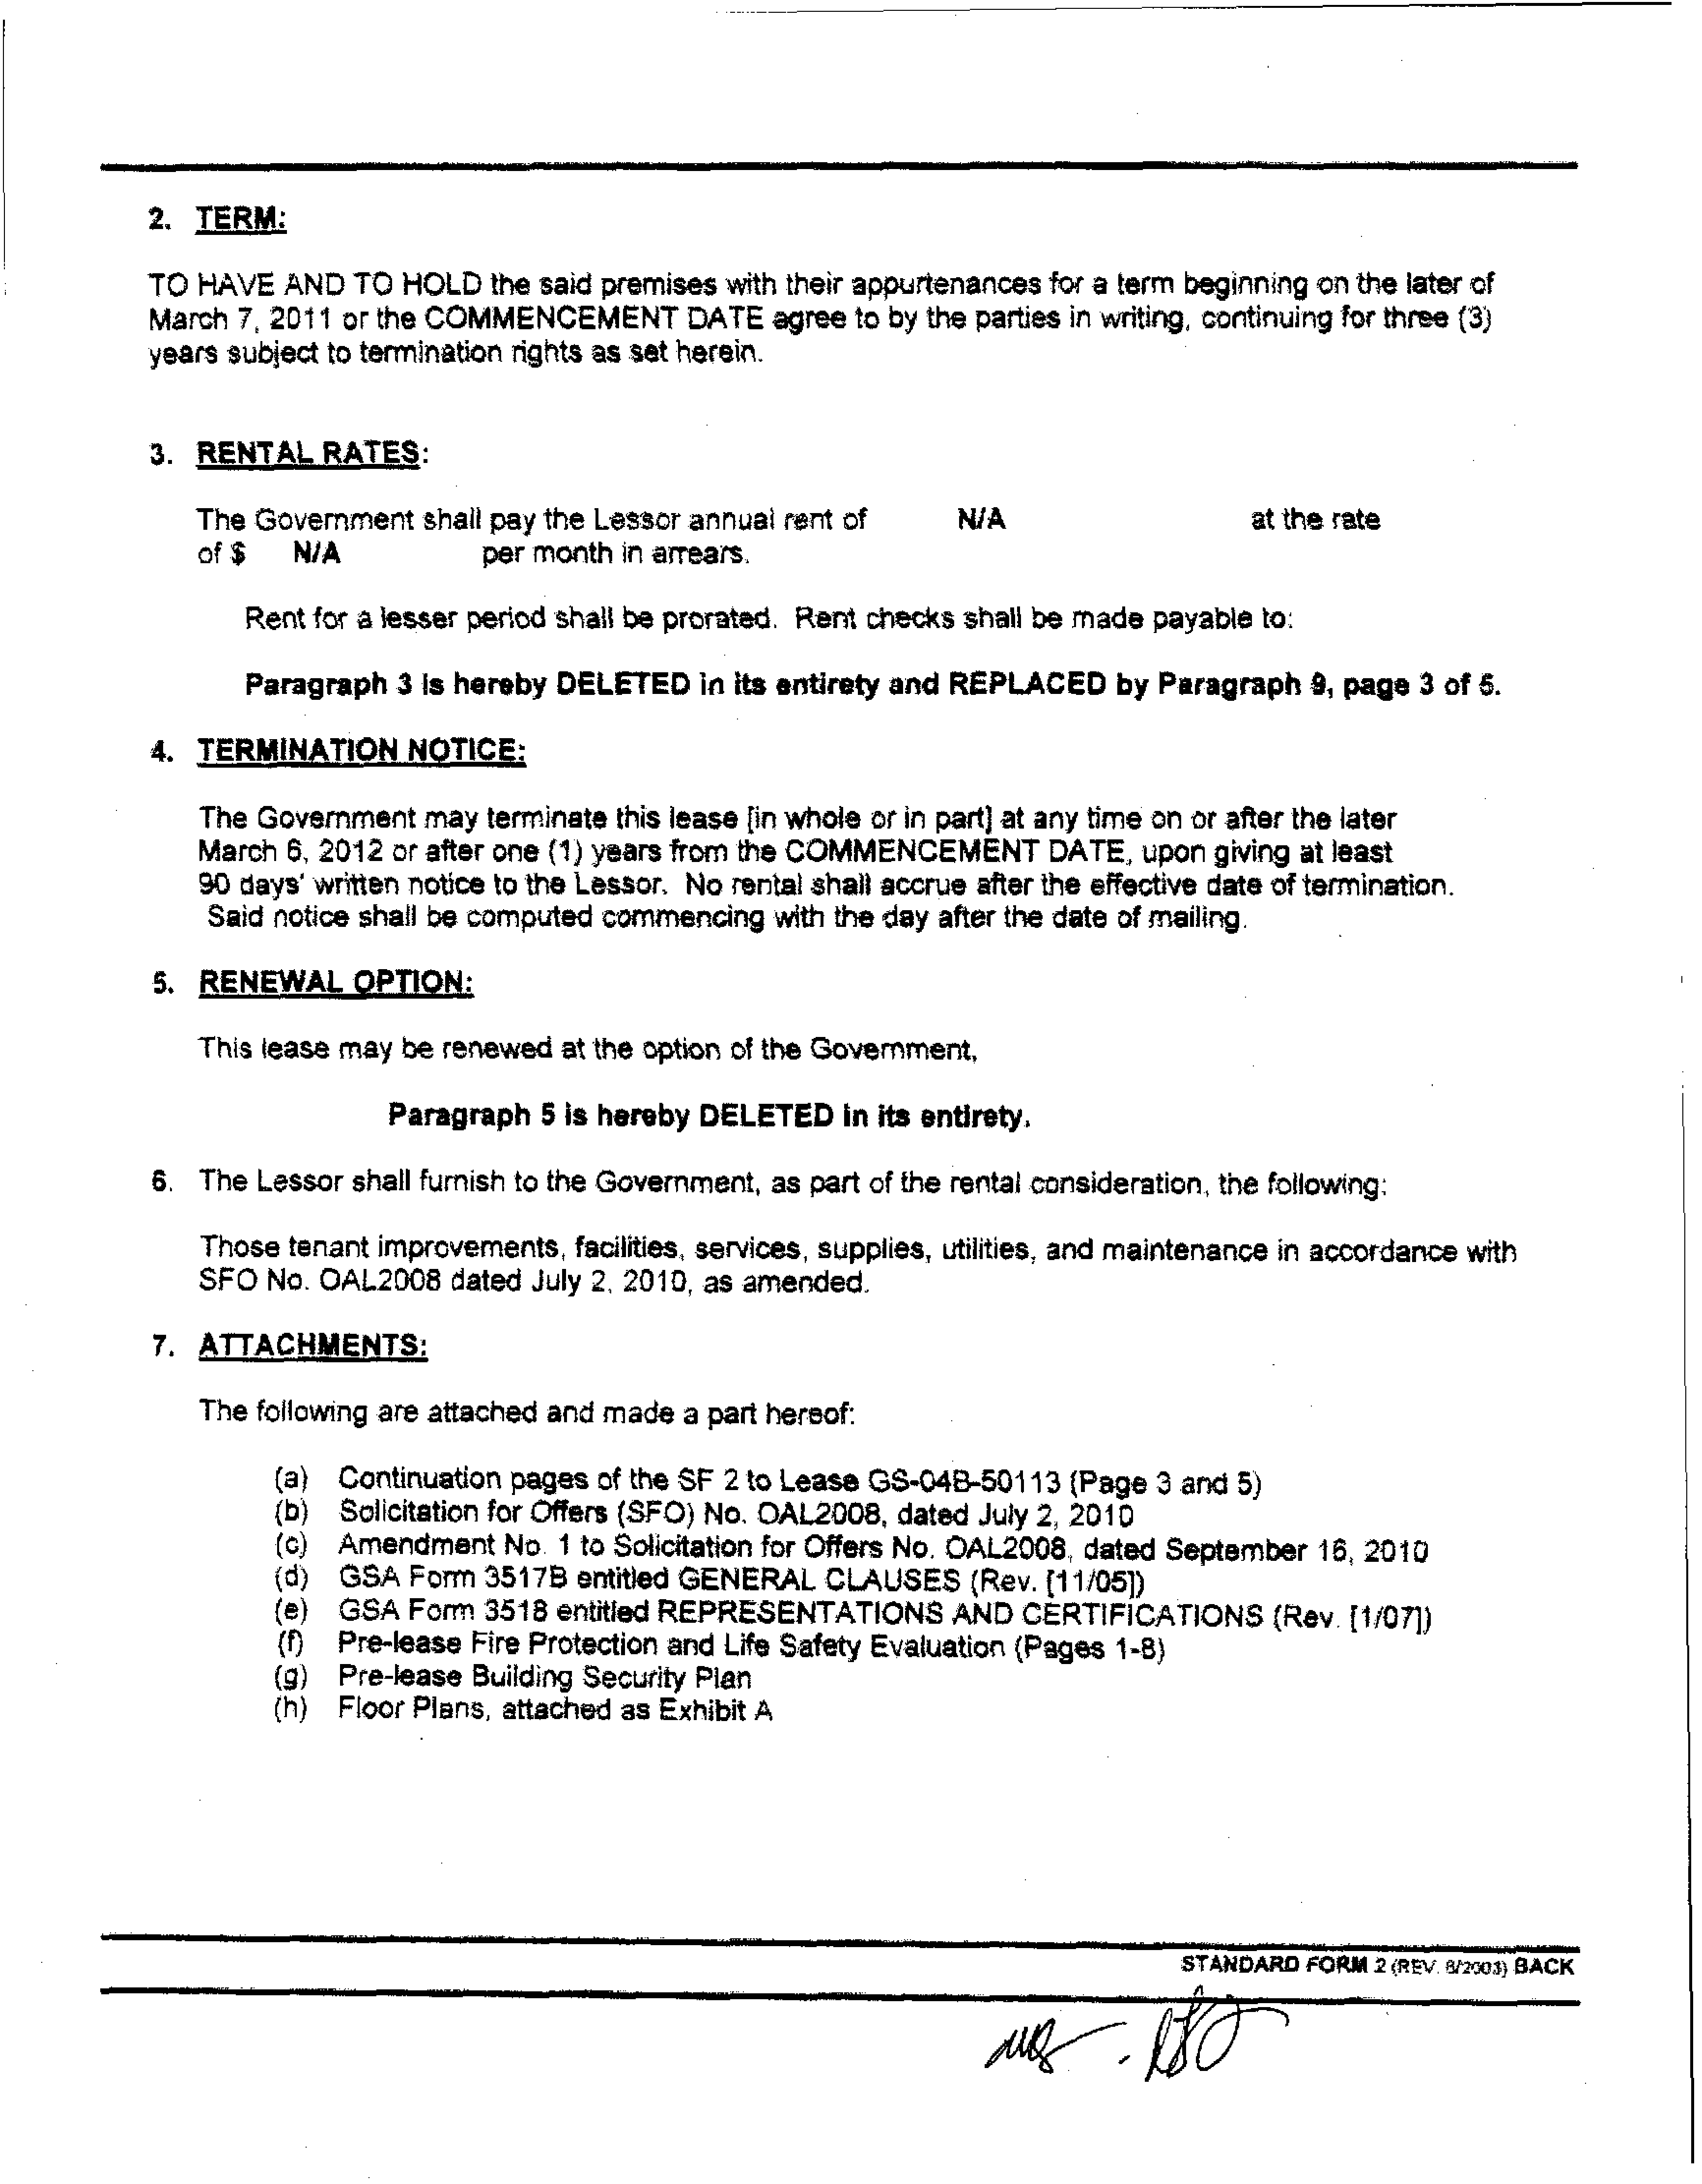 2. TERM:
TO HAVE AND TO HOLD the said premises with their appurtenances for a term beginning on the later of
March 7, 2011 or the COMMENCEMENT DATE agree to by the parties in writing, continuing for three (3)
years subject to termination rights as set herein.
3. RENTAL RATES:
The Government shall pay the Lessor annual rent of N/A at the rate
of $ N/A per month in arrears.
Rent for a lesser period shall be prorated. Rent checks shall be made payable to:
Paragraph 3 is hereby DELETED in its entirety and REPLACED by Paragraph 9, page 3 of 5.
4. TERMINATION NOTICE:
The Government may terminate this lease [in whole or in part] at any time on or after the later
March 6, 2012 or after one (1) years from the COMMENCEMENT DATE, upon giving at least
90 days' written notice to the Lessor. No rental shall accrue after the effective date of termination.
Said notice shall be computed commencing with the day after the date of mailing.
5. RENEWAL OPTION:
This lease may be renewed at the option of the Government,
Paragraph 5 is hereby DELETED in its entirety.
6. The Lessor shall furnish to the Government, as part of the rental consideration, the following:
Those tenant improvements, facilities, services, supplies, utilities, and maintenance in accordance with
SFO No. OAL2008 dated July 2, 2010, as amended.
7. ATTACHMENTS:
The following are attached and made a part hereof:
(a) Continuation pages of the SF 2 to Lease GS-04B-50113 (Page 3 and 5)
(b) Solicitation for Offers (SFO) No. OAL2008, dated July 2, 2010
(c) Amendment No. 1 to Solicitation for Offers No. OAL2008, dated September 16, 2010
(d) GSA Form 3517B entitled GENERAL CLAUSES (Rev. [11/05])
(e) GSA Form 3518 entitled REPRESENTATIONS AND CERTIFICATIONS (Rev. [1/07])
(f) Pre-lease Fire Protection and Life Safety Evaluation (Pages 1-8)
(g) Pre-lease Building Security Plan
(h) Floor Plans, attached as Exhibit A
STANDARD FORM 2 (REV. 8/2003) BACK